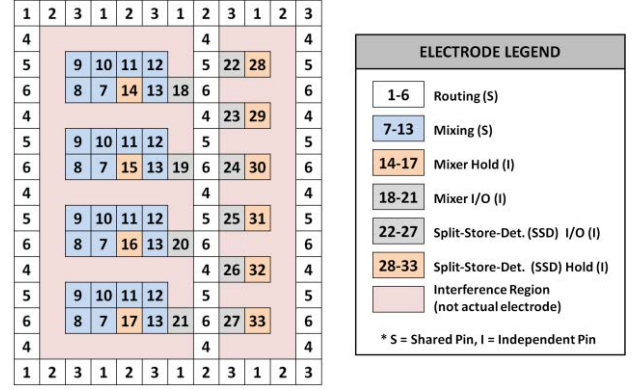 1 2 3 1 2 3 1 2 3 1 2 3
4 4 4
5 9 10 11 12 5 22 28 5
6 8 7 14 13 18 6 6
4 4 23 29 4
5 9 10 11 12 5 5
6 8 7 15 13 19 6 24 30 6
4 4 4
5 9 10 11 12 5 25 31 5
6 8 7 16 13 20 6 6
4 4 26 32 4
5 9 10 11 12 5 5
6 8 7 17 13 21 6 27 33 6
4 4 4
1 2 3 1 2 3 1 2 3 1 2 3
ELECTRODE LEGEND
1-6 Routing (S)
7-13 Mixing (S)
14-17 Mixer Hold (I)
18-21 Mixer I/O (I)
22-27 Split-Store-Det. (SSD) I/O (I)
28-33 Split-Store-Det. (SSD) Hold (I)
Interference Region
(not actual electrode)
* S = Shared Pin, I = Independent Pin